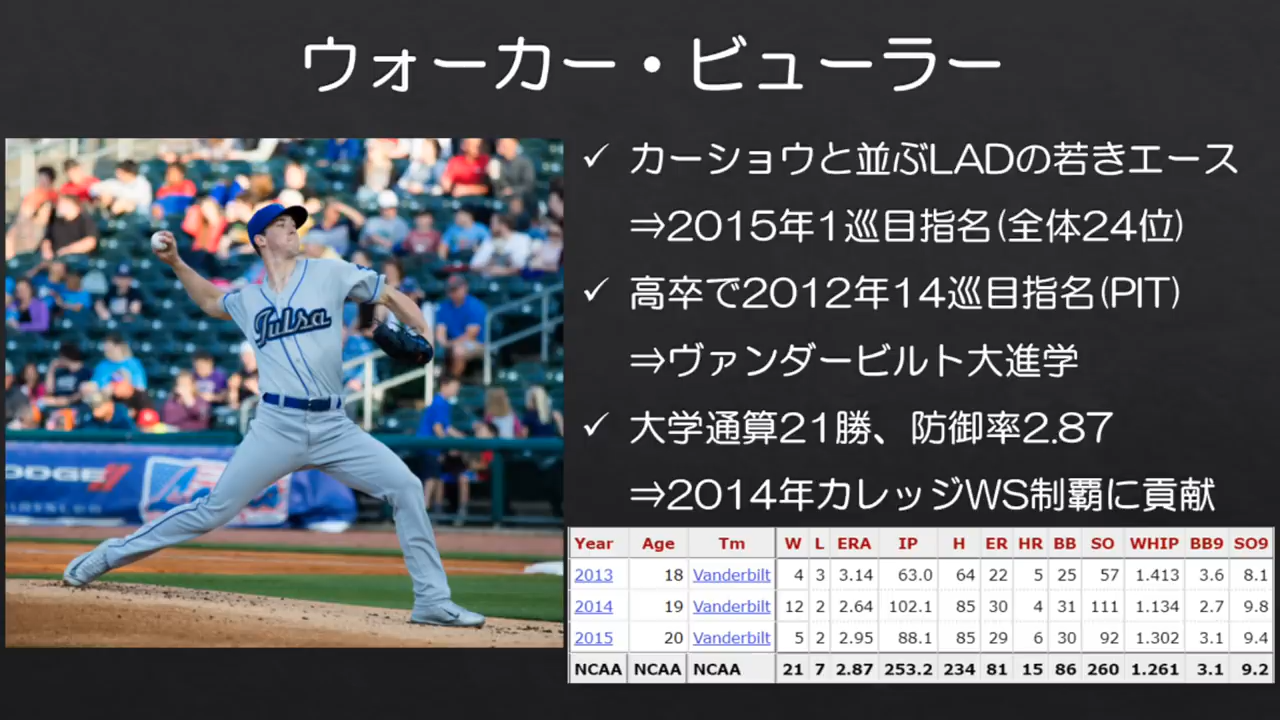 ウォーカー・ビューラー
✓ カーショウと並ぶLADの若きエース
⇒2015年1巡目指名(全体24位)
✓ 高卒で2012年14巡目指名(PIT)
⇒ヴァンダービルト大進学
✓ 大学通算21勝、防御率2.87
⇒2014年カレッジWS制覇に貢献
Tulsa
DODGE
Year Age Tm W L ERA IP H ER HR BB SO WHIP BB9 SO9
2013 18 Vanderbilt 4 3 3.14 63.0 64 22 5 25 57 1.413 3.6 8.1
2014 19 Vanderbilt 12 2 2.64 102.1 85 30 4 31 111 1.134 2.7 9.8
2015 20 Vanderbilt 5 2 2.95 88.1 85 29 6 30 92 1.302 3.1 9.4
NCAA NCAA NCAA 21 7 2.87 253.2 234 81 15 86 260 1.261 3.1 9.2